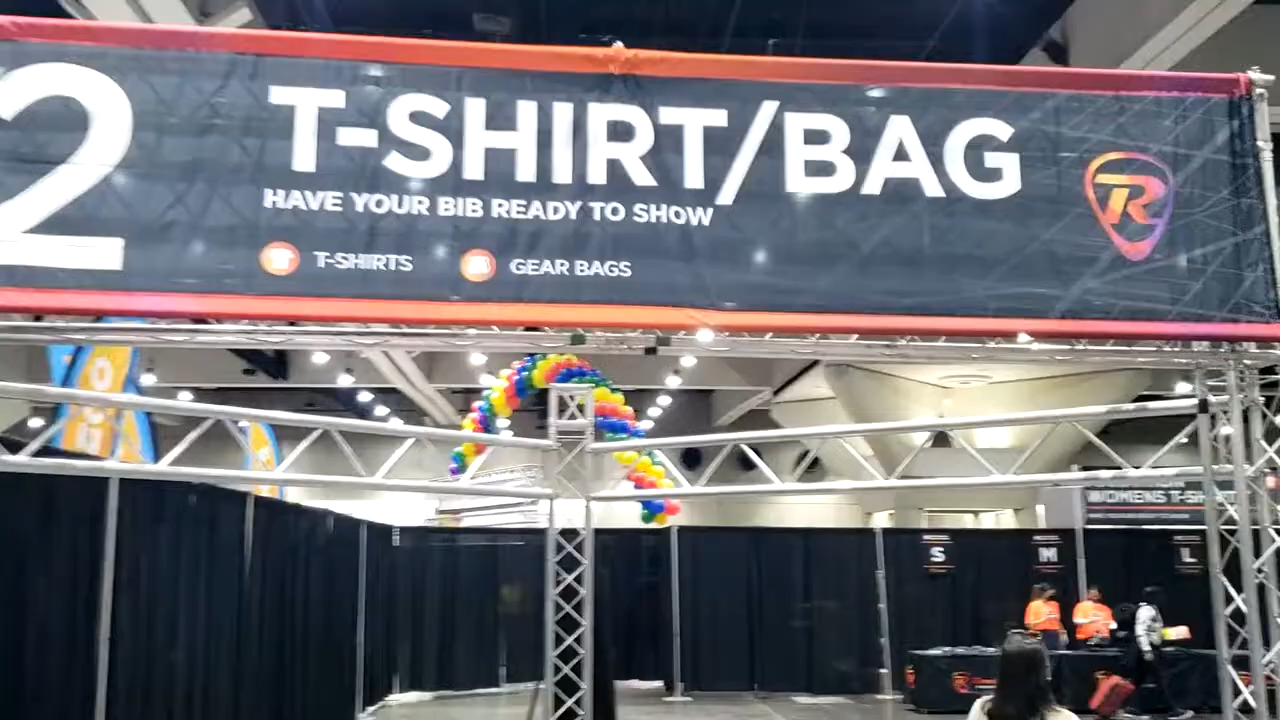 2
T-SHIRT/BAG
HAVE YOUR BIB READY TO SHOW
R
T-SHIRTS
GEAR BAGS
WOMENS T-SHIRT
S
M
L
R